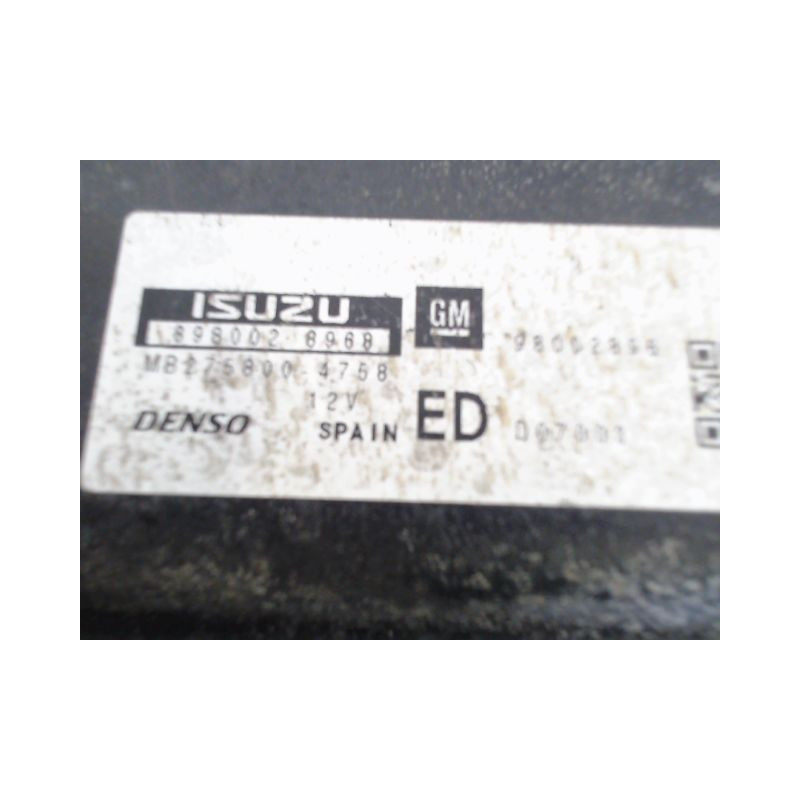 ISUZU
GM
898002 6968
MB275800-4758
12V
DENSO
SPAIN
ED